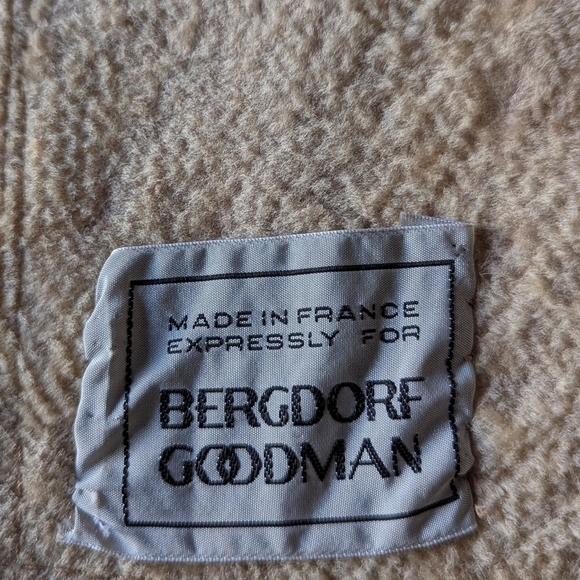 MADE IN FRANCE
EXPRESSLY FOR
BERGDORF
GOODMAN